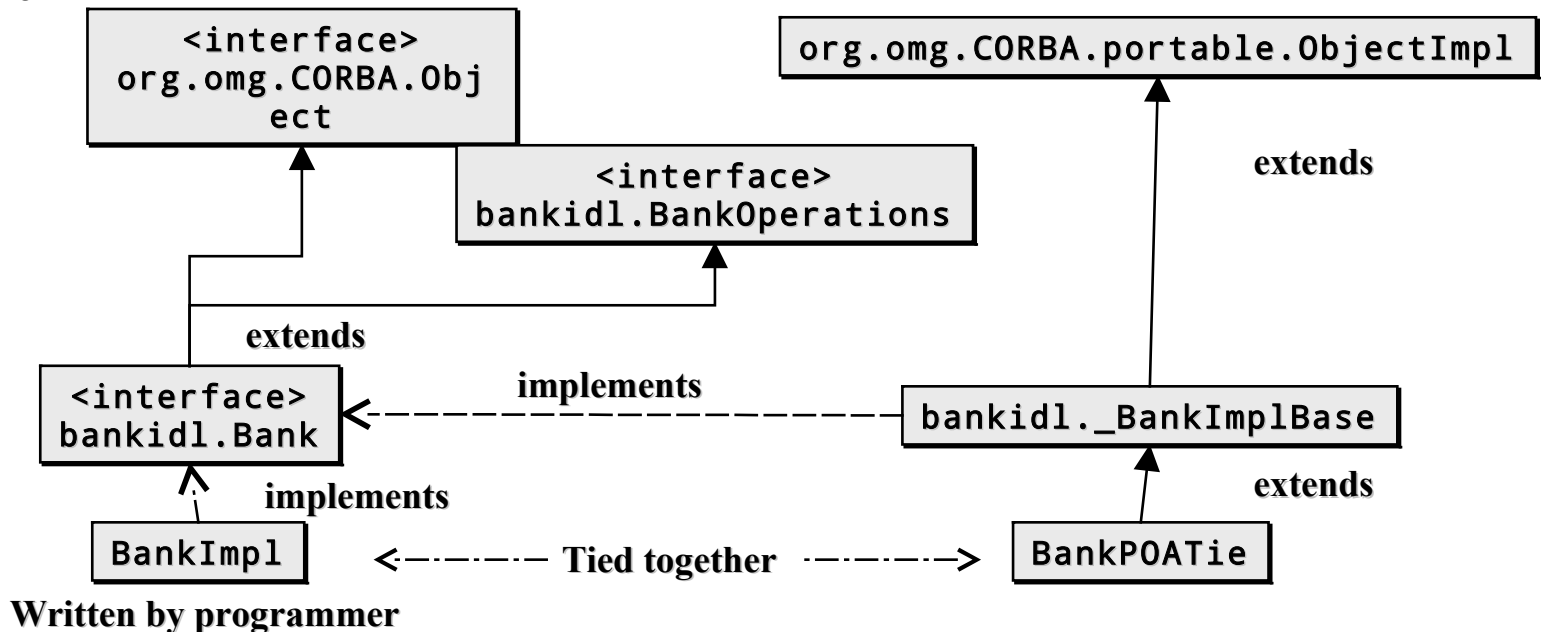 <interface>
org.omg.CORBA.Obj
ect
org.omg.CORBA.portable.ObjectImpl
<interface>
bankidl.BankOperations
extends
extends
<interface>
bankidl.Bank
implements
bankidl._BankImplBase
implements
extends
BankImpl
Tied together
BankPOATie
Written by programmer